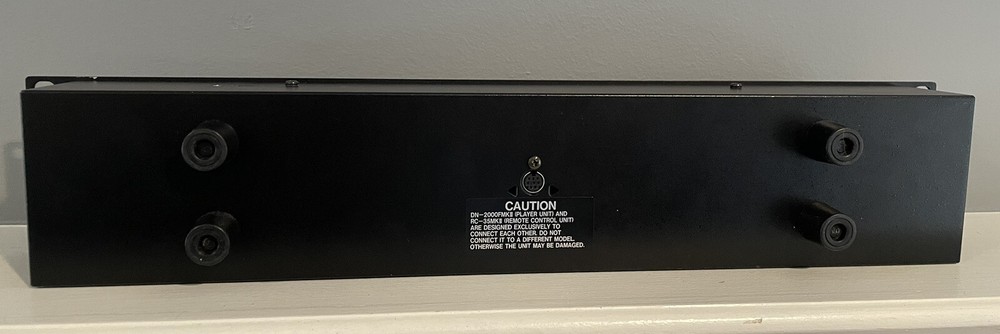 CAUTION
DN-2000FMKII (PLAYER UNIT) AND
RC-35MKII (REMOTE CONTROL UNIT)
ARE DESIGNED EXCLUSIVELY TO
CONNECT EACH OTHER. DO NOT
CONNECT IT TO A DIFFERENT MODEL,
OTHERWISE THE UNIT MAY BE DAMAGED.